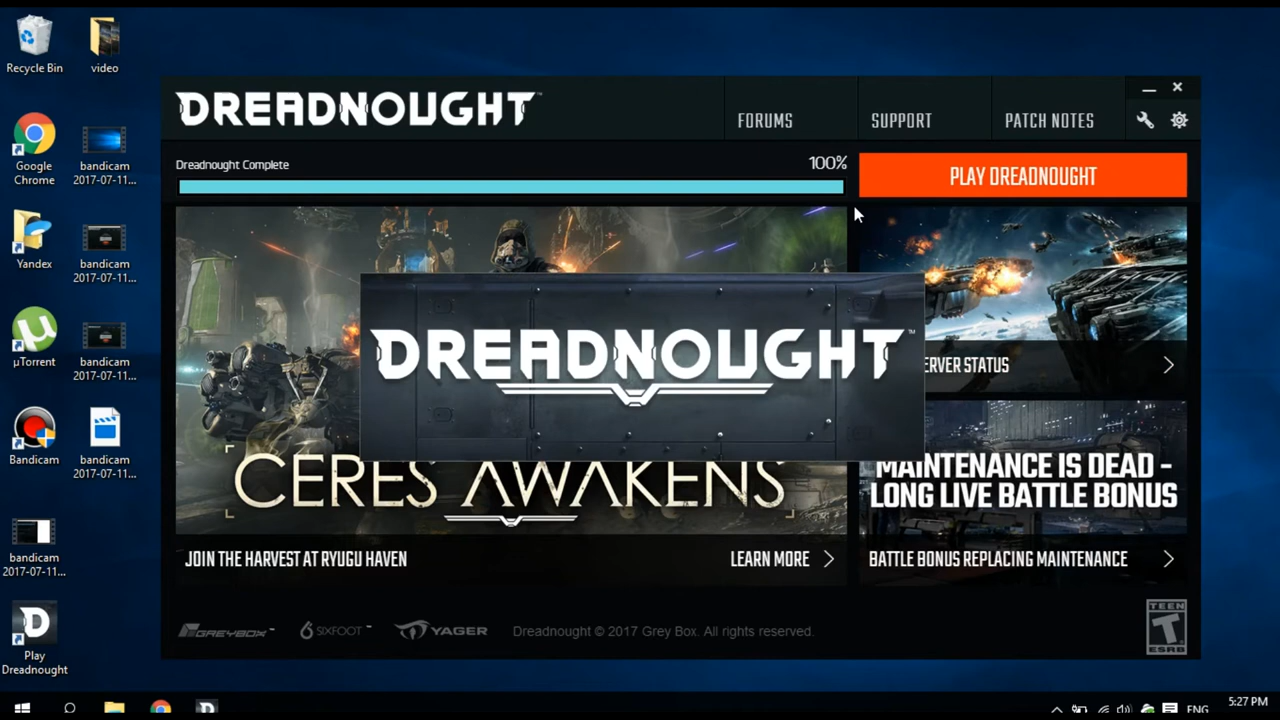 Recycle Bin
video
Google
Chrome
bandicam
2017-07-11...
Yandex
bandicam
2017-07-11...
µTorrent
bandicam
2017-07-11...
Bandicam
bandicam
2017-07-11...
bandicam
2017-07-11...
Play
Dreadnought
DREADNOUGHT™
FORUMS
SUPPORT
PATCH NOTES
Dreadnought Complete
100%
PLAY DREADNOUGHT
DREADNOUGHT™
ERVER STATUS
CERES AWAKENS
JOIN THE HARVEST AT RYUGU HAVEN
LEARN MORE
MAINTENANCE IS DEAD -
LONG LIVE BATTLE BONUS
BATTLE BONUS REPLACING MAINTENANCE
GREYBOX™
SIXFOOT™
YAGER
Dreadnought © 2017 Grey Box. All rights reserved.
TEEN
T
ESRB
ENG
5:27 PM